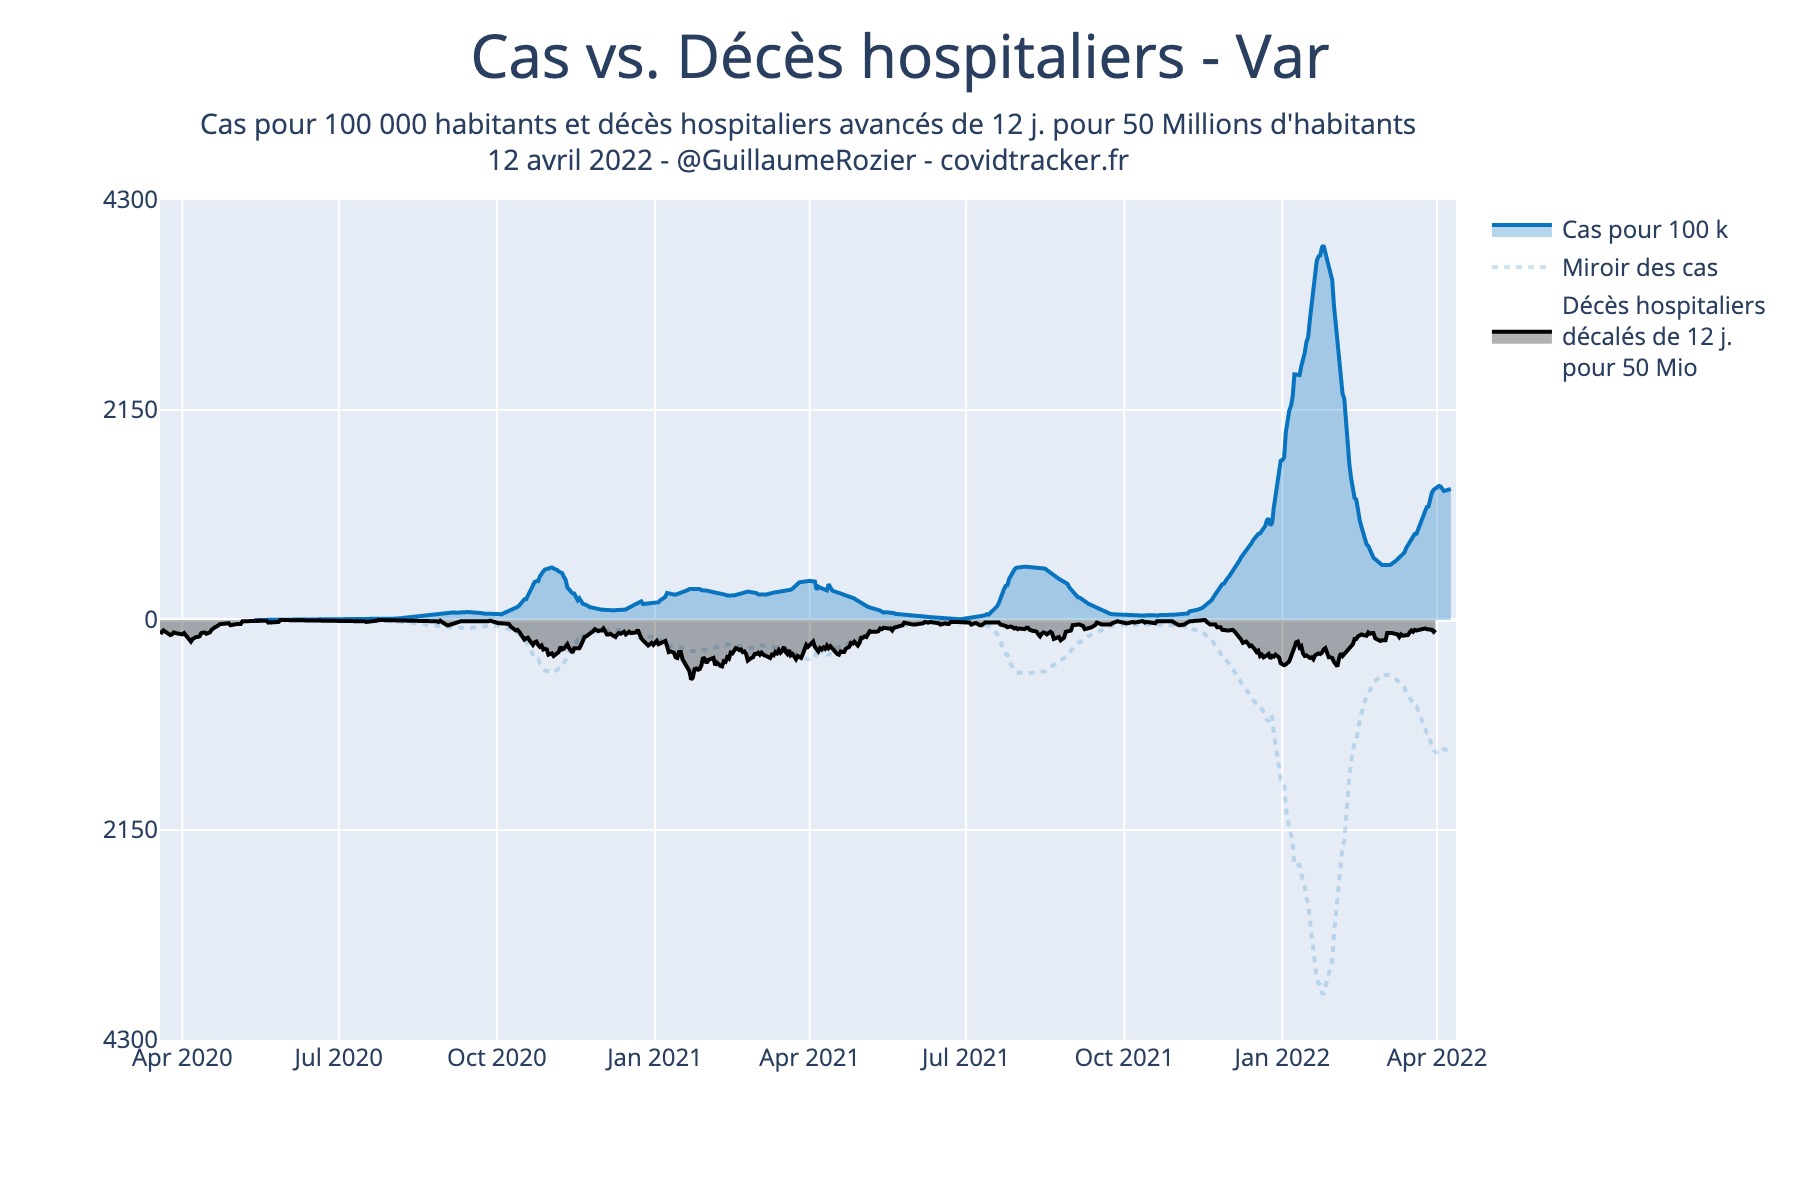 Cas vs. Décès hospitaliers - Var
Cas pour 100 000 habitants et décès hospitaliers avancés de 12 j. pour 50 Millions d'habitants
12 avril 2022 - @GuillaumeRozier - covidtracker.fr
4300
2150
0
2150
4300
Apr 2020
Jul 2020
Oct 2020
Jan 2021
Apr 2021
Jul 2021
Oct 2021
Jan 2022
Apr 2022
Cas pour 100 k
Miroir des cas
Décès hospitaliers
décalés de 12 j.
pour 50 Mio